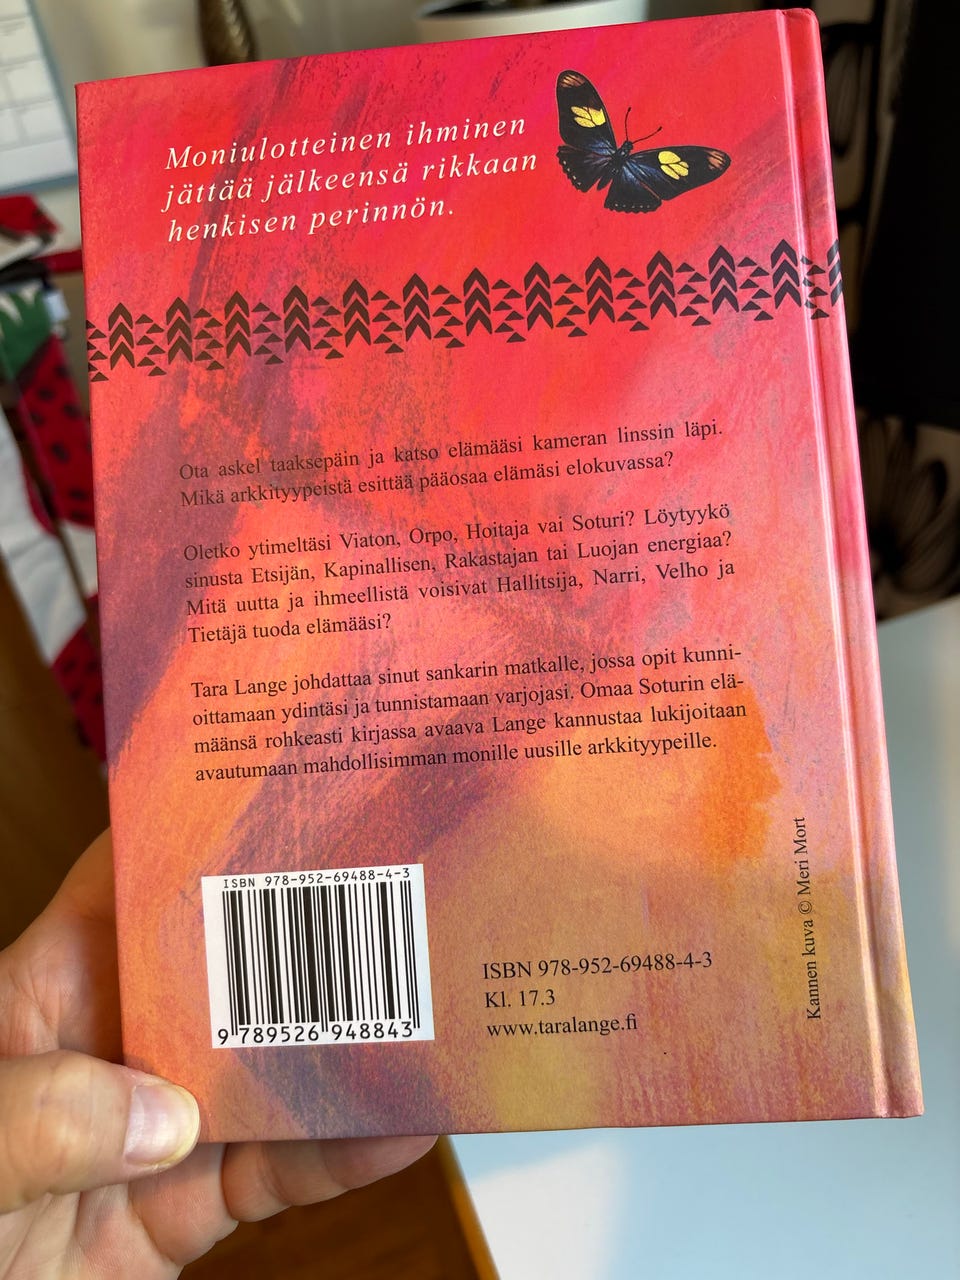 Moniulotteinen ihminen
jättää jälkeensä rikkaan
henkisen perinnön.
Ota askel taaksepäin ja katso elämääsi kameran linssin läpi.
Mikä arkkityypeistä esittää pääosaa elämäsi elokuvassa?
Oletko ytimeltäsi Viaton, Orpo, Hoitaja vai Soturi? Löytyykö
sinusta Etsijän, Kapinallisen, Rakastajan tai Luojan energiaa?
Mitä uutta ja ihmeellistä voisivat Hallitsija, Narri, Velho ja
Tietäjä tuoda elämääsi?
Tara Lange johdattaa sinut sankarin matkalle, jossa opit kunni-
oittamaan ydintäsi ja tunnistamaan varjojasi. Omaa Soturin elä-
määnsä rohkeasti kirjassa avaava Lange kannustaa lukijoitaan
avautumaan mahdollisimman monille uusille arkkityypeille.
ISBN 978-952-69488-4-3
9 789526 948843
ISBN 978-952-69488-4-3
Kl. 17.3
www.taralange.fi
Kannen kuva © Meri Mort